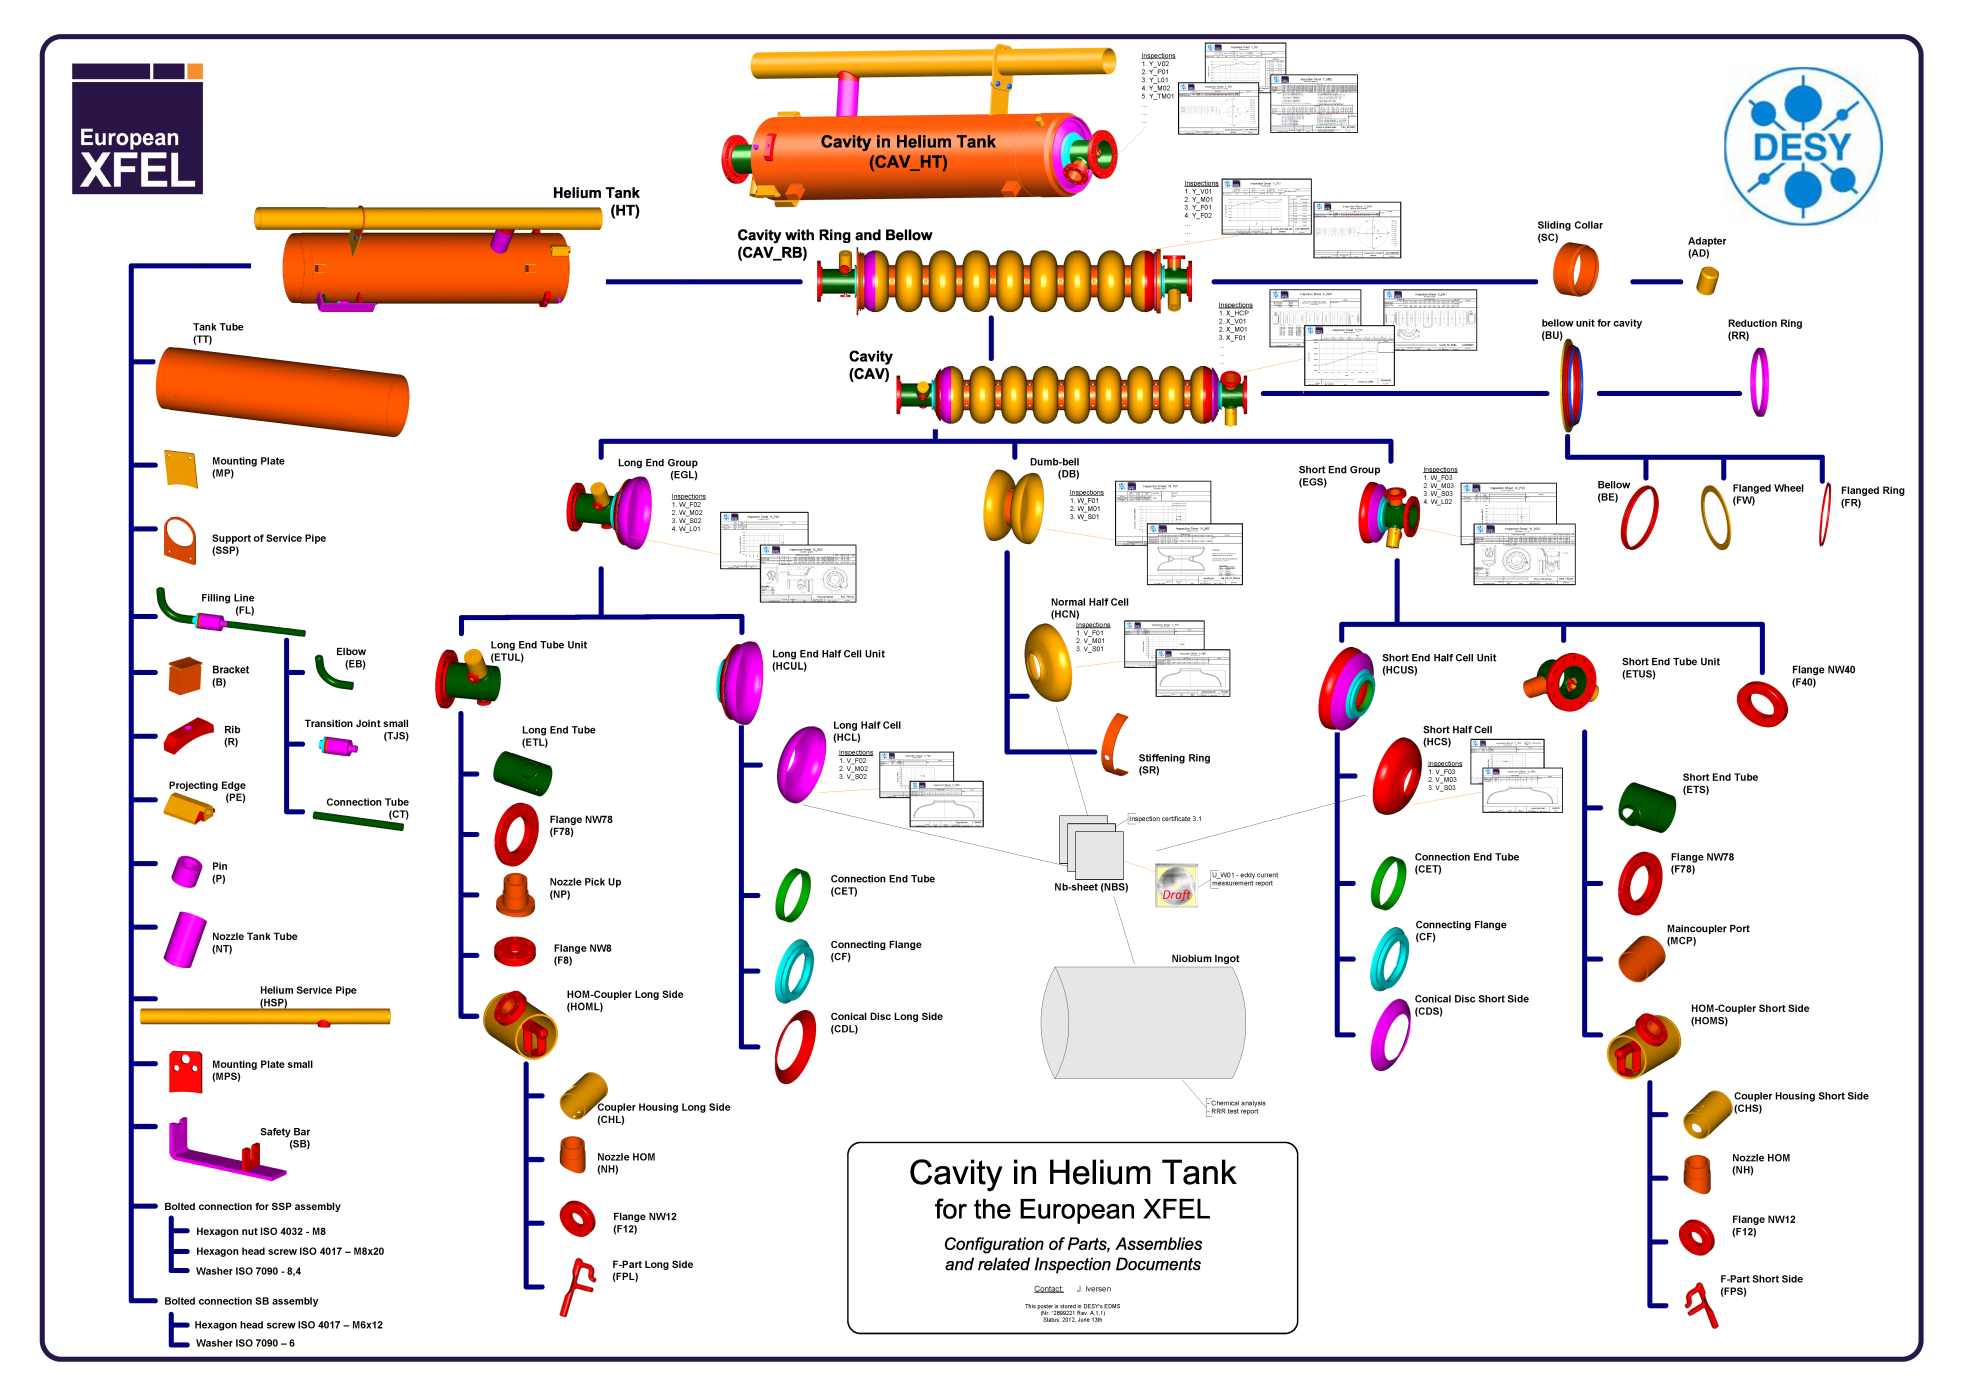 European
XFEL
DESY
Cavity in Helium Tank
(CAV_HT)
Inspections
1. Y_V02
2. Y_P01
3. Y_L01
4. Y_M02
5. Y_TM01
Helium Tank
(HT)
Cavity with Ring and Bellow
(CAV_RB)
Inspections
1. Y_V01
2. Y_M01
3. Y_F01
4. Y_F02
Sliding Collar
(SC)
Adapter
(AD)
Cavity
(CAV)
Inspections
1. X_HCP
2. X_V01
2. X_M01
3. X_F01
bellow unit for cavity
(BU)
Reduction Ring
(RR)
Bellow
(BE)
Flanged Wheel
(FW)
Flanged Ring
(FR)
Tank Tube
(TT)
Mounting Plate
(MP)
Support of Service Pipe
(SSP)
Filling Line
(FL)
Elbow
(EB)
Transition Joint small
(TJS)
Connection Tube
(CT)
Bracket
(B)
Rib
(R)
Projecting Edge
(PE)
Pin
(P)
Nozzle Tank Tube
(NT)
Helium Service Pipe
(HSP)
Mounting Plate small
(MPS)
Safety Bar
(SB)
Bolted connection for SSP assembly
Hexagon nut ISO 4032 - M8
Hexagon head screw ISO 4017 – M8x20
Washer ISO 7090 - 8,4
Bolted connection SB assembly
Hexagon head screw ISO 4017 – M6x12
Washer ISO 7090 – 6
Long End Group
(EGL)
Inspections
1. W_F02
2. W_M02
3. W_S02
4. W_L01
Dumb-bell
(DB)
Inspections
1. W_F01
2. W_M01
3. W_S01
Short End Group
(EGS)
Inspections
1. W_F03
2. W_M03
3. W_S03
4. W_L02
Long End Tube Unit
(ETUL)
Long End Half Cell Unit
(HCUL)
Normal Half Cell
(HCN)
Inspections
1. V_F01
2. V_M01
3. V_S01
Stiffening Ring
(SR)
Short End Half Cell Unit
(HCUS)
Short End Tube Unit
(ETUS)
Flange NW40
(F40)
Long End Tube
(ETL)
Flange NW78
(F78)
Nozzle Pick Up
(NP)
Flange NW8
(F8)
HOM-Coupler Long Side
(HOML)
Coupler Housing Long Side
(CHL)
Nozzle HOM
(NH)
Flange NW12
(F12)
F-Part Long Side
(FPL)
Long Half Cell
(HCL)
Inspections
1. V_F02
2. V_M02
3. V_S02
Connection End Tube
(CET)
Connecting Flange
(CF)
Conical Disc Long Side
(CDL)
Inspection certificate 3.1
Nb-sheet (NBS)
Draft
U_W01 - eddy current
measurement report
Niobium Ingot
- Chemical analysis
- RRR test report
Short Half Cell
(HCS)
Inspections
1. V_F03
2. V_M03
3. V_S03
Connection End Tube
(CET)
Connecting Flange
(CF)
Conical Disc Short Side
(CDS)
Short End Tube
(ETS)
Flange NW78
(F78)
Maincoupler Port
(MCP)
HOM-Coupler Short Side
(HOMS)
Coupler Housing Short Side
(CHS)
Nozzle HOM
(NH)
Flange NW12
(F12)
F-Part Short Side
(FPS)
Cavity in Helium Tank
for the European XFEL
Configuration of Parts, Assemblies
and related Inspection Documents
Contact: J. Iversen
This poster is stored in DESY's EDMS
(Nr. *2899221 Rev. A,1,1)
Status: 2012, June 13th